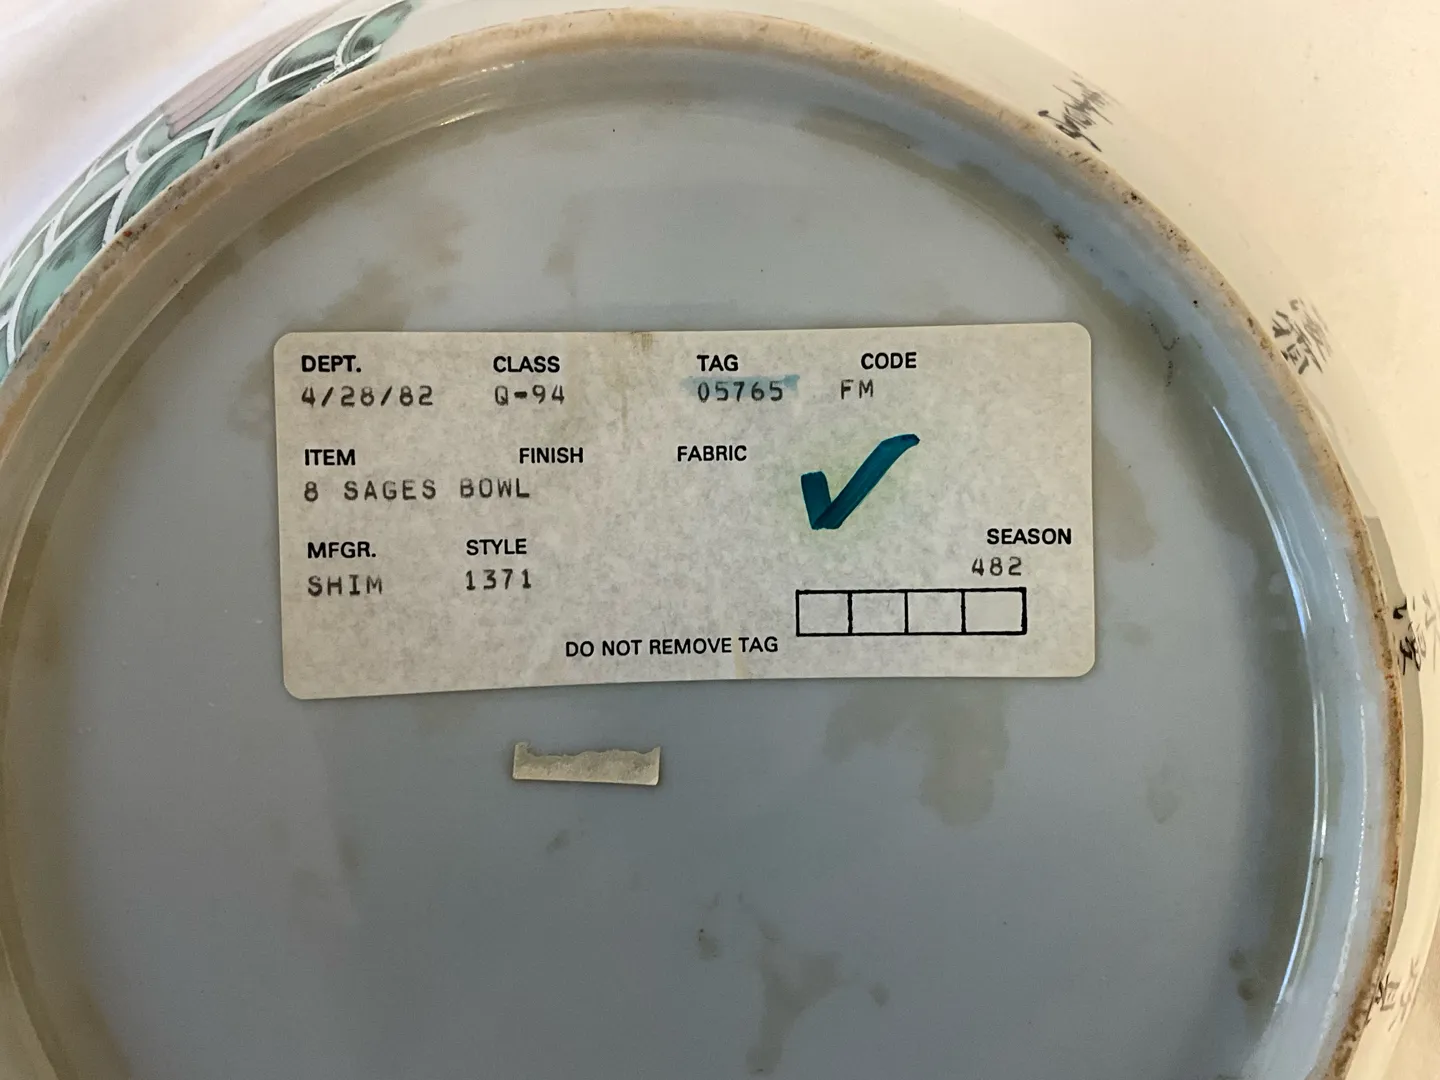 DEPT. CLASS TAG CODE
4/28/82 Q-94 05765 FM
ITEM FINISH FABRIC
8 SAGES BOWL
MFGR. STYLE SEASON
SHIM 1371 482
DO NOT REMOVE TAG